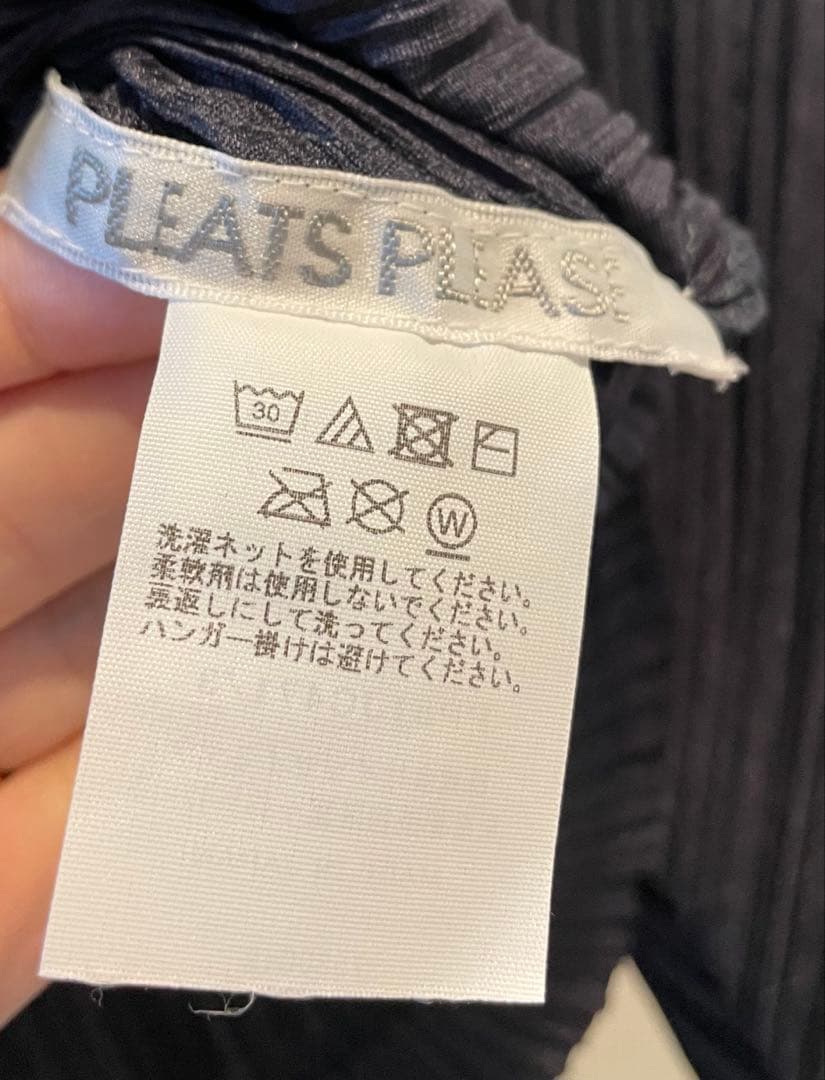 PLEATS PLEASE
30
W
洗濯ネットを使用してください。
柔軟剤は使用しないでください。
裏返しにして洗ってください。
ハンガー掛けは避けてください。